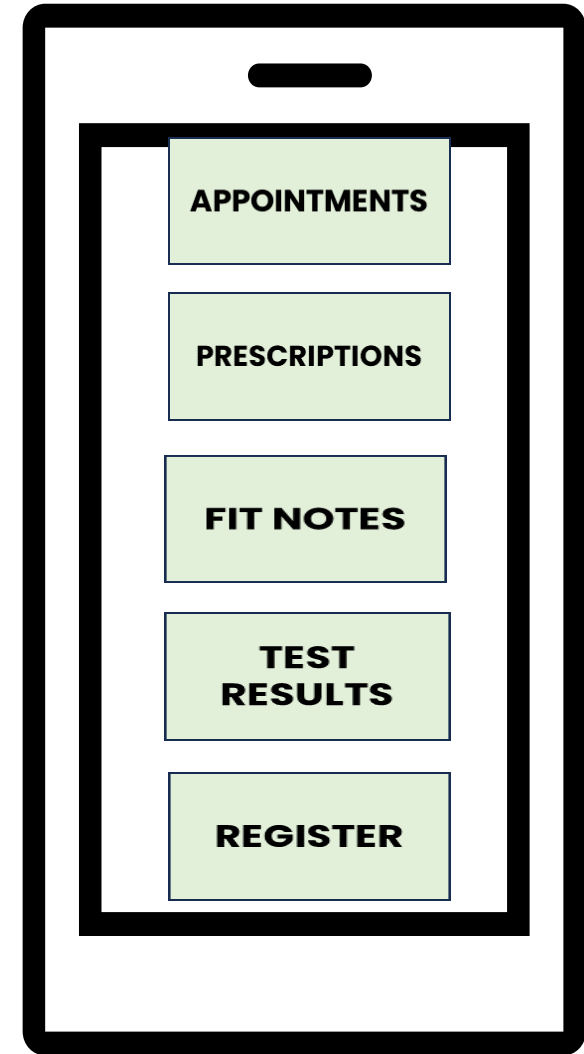 APPOINTMENTS
PRESCRIPTIONS
FIT NOTES
TEST
RESULTS
REGISTER